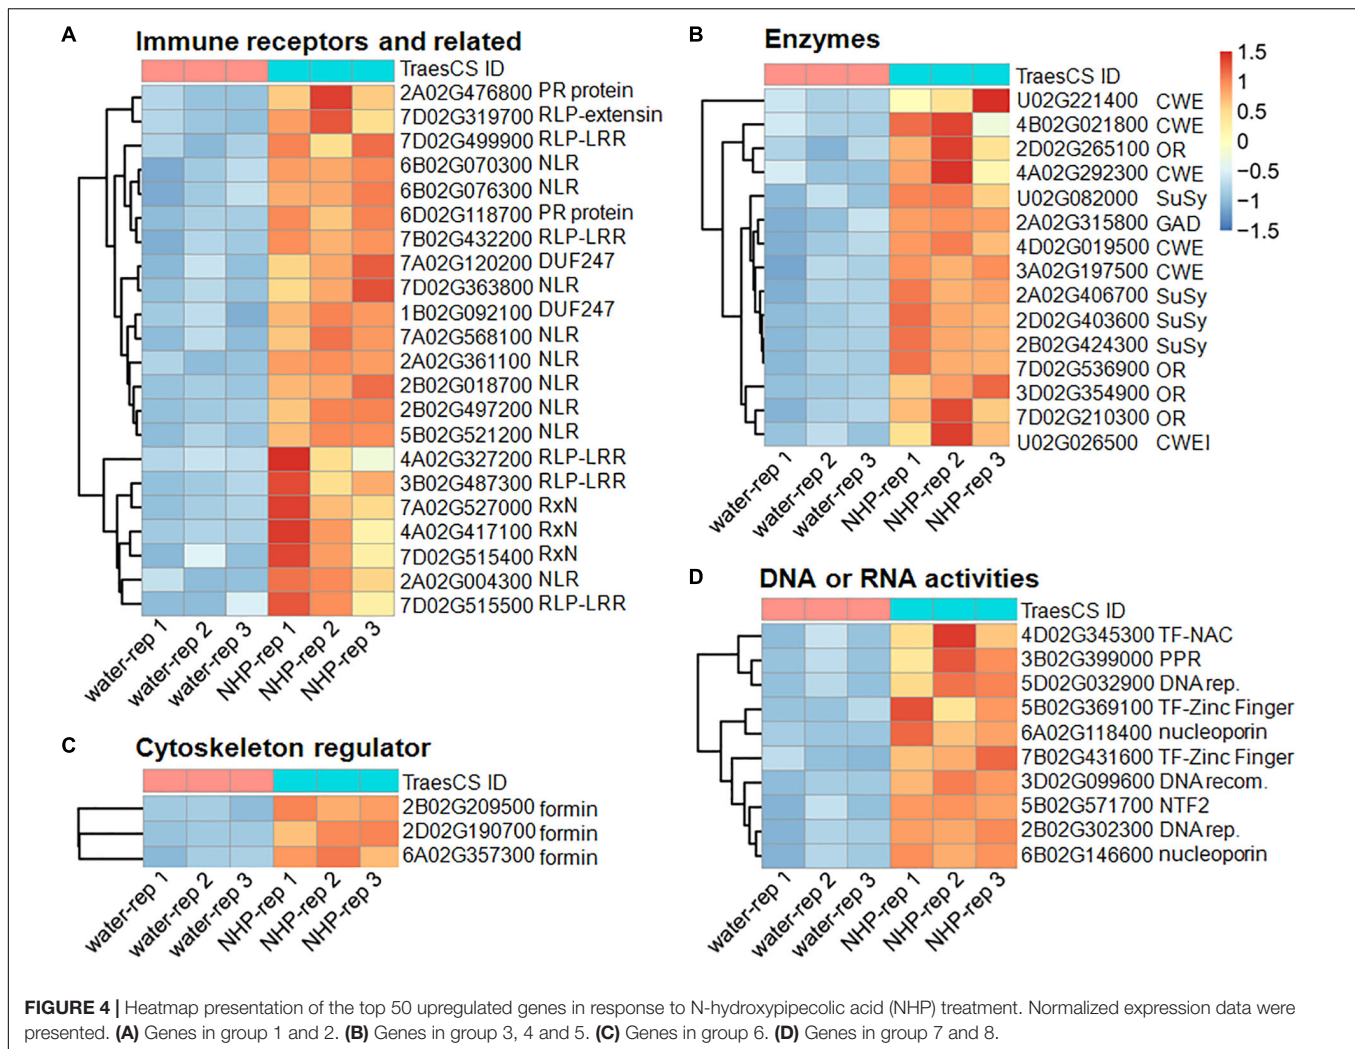 A
Immune receptors and related
TraesCS ID
2A02G476800 PR protein
7D02G319700 RLP-extensin
7D02G499900 RLP-LRR
6B02G070300 NLR
6B02G076300 NLR
6D02G118700 PR protein
7B02G432200 RLP-LRR
7A02G120200 DUF247
7D02G363800 NLR
1B02G092100 DUF247
7A02G568100 NLR
2A02G361100 NLR
2B02G018700 NLR
2B02G497200 NLR
5B02G521200 NLR
4A02G327200 RLP-LRR
3B02G487300 RLP-LRR
7A02G527000 RxN
4A02G417100 RxN
7D02G515400 RxN
2A02G004300 NLR
7D02G515500 RLP-LRR
water-rep 1
water-rep 2
water-rep 3
NHP-rep 1
NHP-rep 2
NHP-rep 3
B
Enzymes
TraesCS ID
U02G221400 CWE
4B02G021800 CWE
2D02G265100 OR
4A02G292300 CWE
U02G082000 SuSy
2A02G315800 GAD
4D02G019500 CWE
3A02G197500 CWE
2A02G406700 SuSy
2D02G403600 SuSy
2B02G424300 SuSy
7D02G536900 OR
3D02G354900 OR
7D02G210300 OR
U02G026500 CWEI
water-rep 1
water-rep 2
water-rep 3
NHP-rep 1
NHP-rep 2
NHP-rep 3
1.5
1
0.5
0
−0.5
−1
−1.5
C
Cytoskeleton regulator
TraesCS ID
2B02G209500 formin
2D02G190700 formin
6A02G357300 formin
water-rep 1
water-rep 2
water-rep 3
NHP-rep 1
NHP-rep 2
NHP-rep 3
D
DNA or RNA activities
TraesCS ID
4D02G345300 TF-NAC
3B02G399000 PPR
5D02G032900 DNA rep.
5B02G369100 TF-Zinc Finger
6A02G118400 nucleoporin
7B02G431600 TF-Zinc Finger
3D02G099600 DNA recom.
5B02G571700 NTF2
2B02G302300 DNA rep.
6B02G146600 nucleoporin
water-rep 1
water-rep 2
water-rep 3
NHP-rep 1
NHP-rep 2
NHP-rep 3
FIGURE 4 | Heatmap presentation of the top 50 upregulated genes in response to N-hydroxypipecolic acid (NHP) treatment. Normalized expression data were
presented. (A) Genes in group 1 and 2. (B) Genes in group 3, 4 and 5. (C) Genes in group 6. (D) Genes in group 7 and 8.